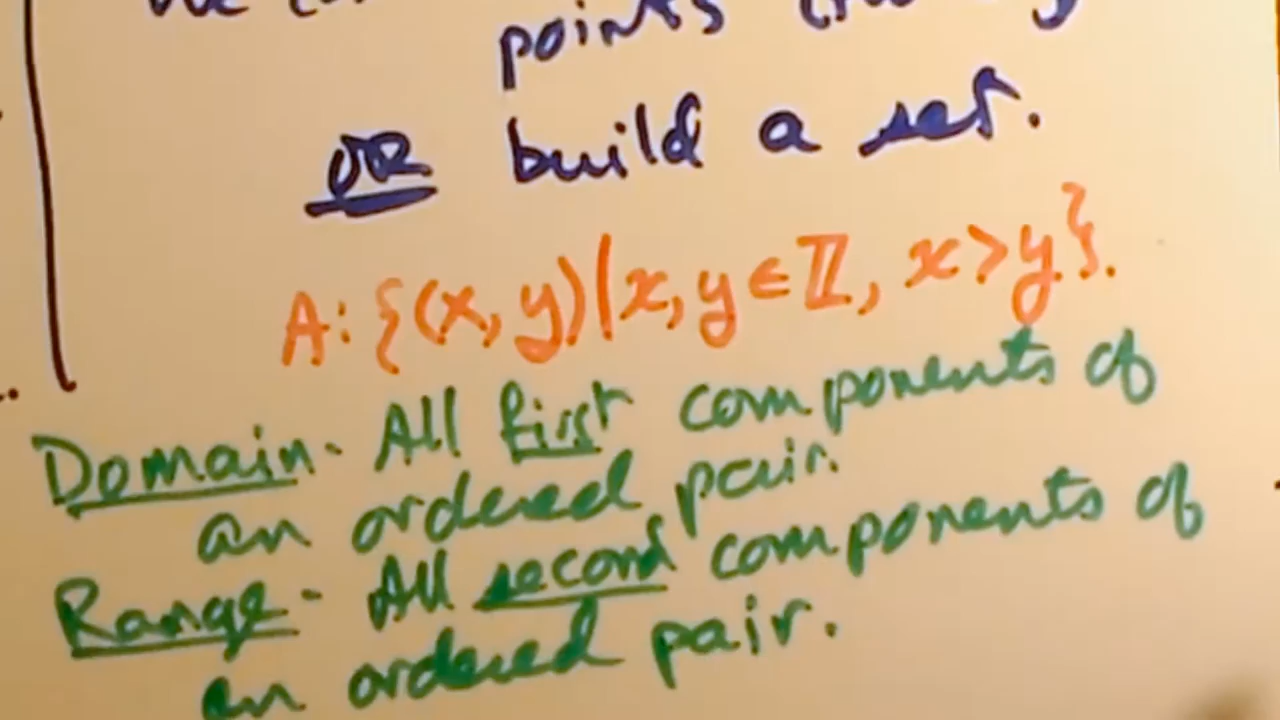 We
points
OR build a set.
A: {(x, y)|x, y ∈ ℤ, x > y}.
Domain - All first components of
an ordered pair.
Range - All second components of
an ordered pair.